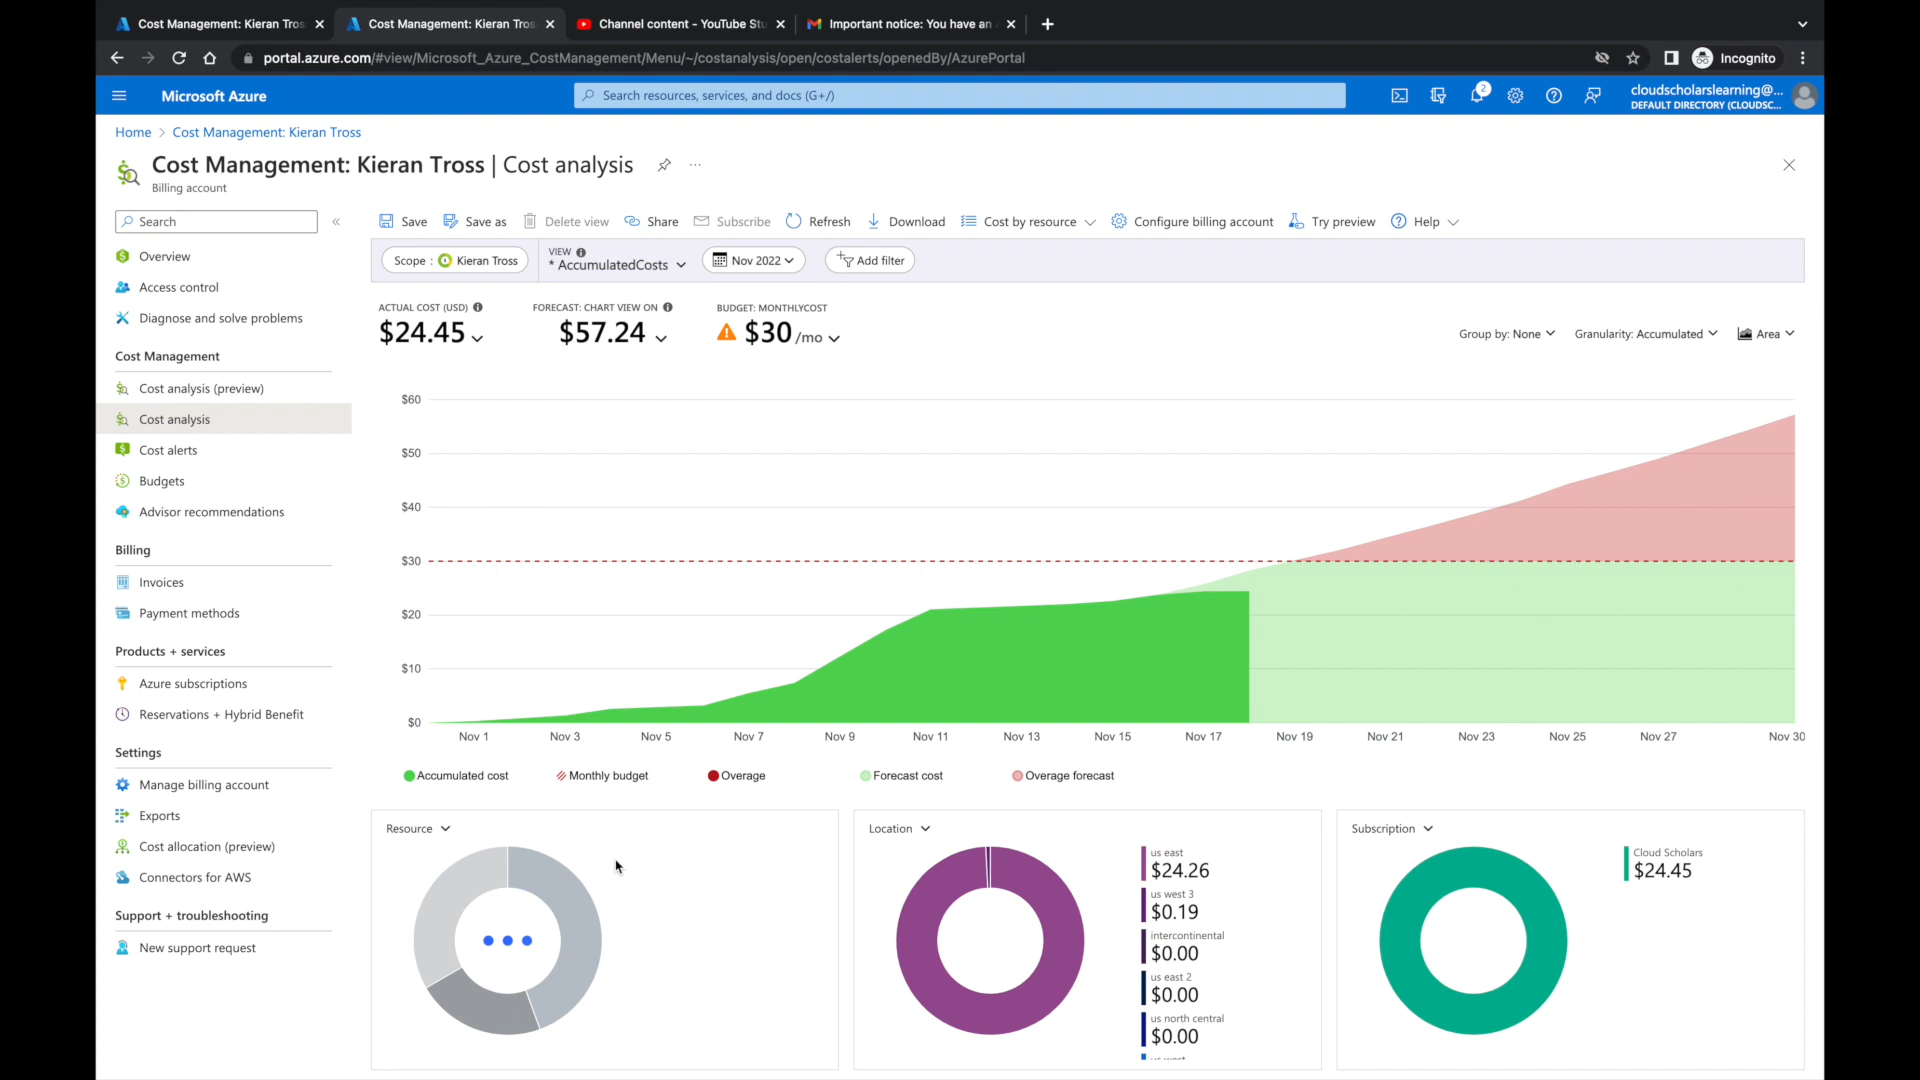 Cost Management: Kieran Tros
Cost Management: Kieran Tros
Channel content - YouTube Stu
Important notice: You have an
portal.azure.com/#view/Microsoft_Azure_CostManagement/Menu/~/costanalysis/open/costalerts/openedBy/AzurePortal
Incognito
Microsoft Azure
Search resources, services, and docs (G+/)
2
cloudscholarslearning@...
DEFAULT DIRECTORY (CLOUDSC...
Home > Cost Management: Kieran Tross
Cost Management: Kieran Tross | Cost analysis
...
Billing account
Search
«
Save
Save as
Delete view
Share
Subscribe
Refresh
Download
Cost by resource
Configure billing account
Try preview
Help
Overview
Access control
Diagnose and solve problems
Cost Management
Cost analysis (preview)
Cost analysis
Cost alerts
Budgets
Advisor recommendations
Billing
Invoices
Payment methods
Products + services
Azure subscriptions
Reservations + Hybrid Benefit
Settings
Manage billing account
Exports
Cost allocation (preview)
Connectors for AWS
Support + troubleshooting
New support request
Scope : Kieran Tross
VIEW
* AccumulatedCosts
Nov 2022
Add filter
ACTUAL COST (USD)
$24.45
FORECAST: CHART VIEW ON
$57.24
BUDGET: MONTHLYCOST
$30 /mo
Group by: None
Granularity: Accumulated
Area
$60
$50
$40
$30
$20
$10
$0
Nov 1
Nov 3
Nov 5
Nov 7
Nov 9
Nov 11
Nov 13
Nov 15
Nov 17
Nov 19
Nov 21
Nov 23
Nov 25
Nov 27
Nov 30
Accumulated cost
Monthly budget
Overage
Forecast cost
Overage forecast
Resource
Location
us east
$24.26
us west 3
$0.19
intercontinental
$0.00
us east 2
$0.00
us north central
$0.00
Subscription
Cloud Scholars
$24.45